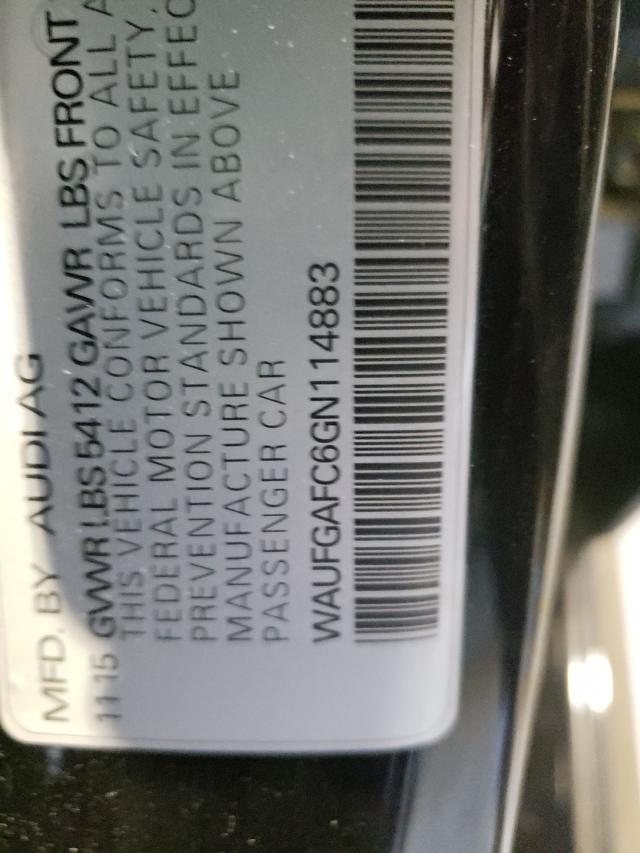 MFD. BY AUDI AG
11 15 GVWR LBS 5412 GAWR LBS FRONT
THIS VEHICLE CONFORMS TO ALL
FEDERAL MOTOR VEHICLE SAFETY,
PREVENTION STANDARDS IN EFFEC
MANUFACTURE SHOWN ABOVE
PASSENGER CAR
WAUFGAFC6GN114883